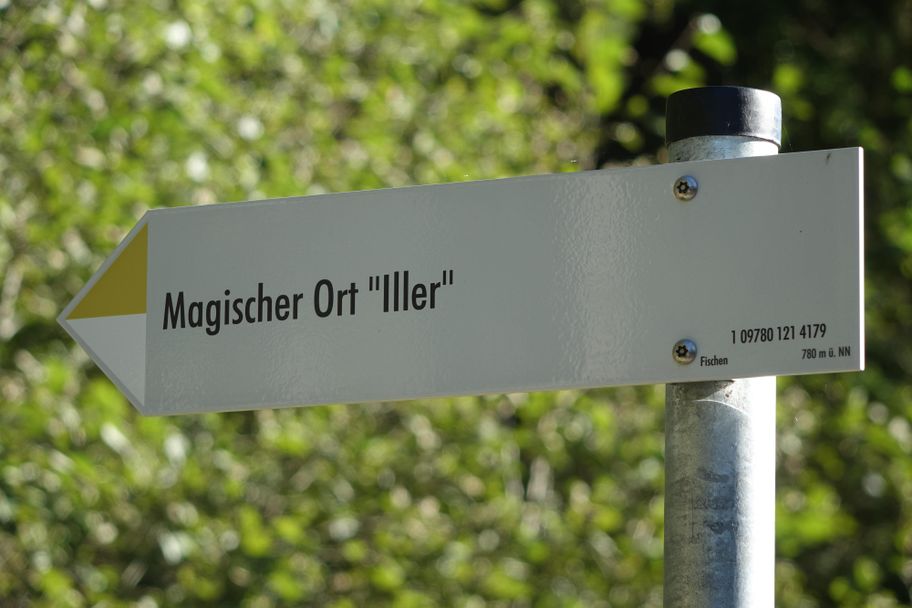 Magischer Ort "Iller"
1 09780 121 4179
Fischen
780 m ü. NN